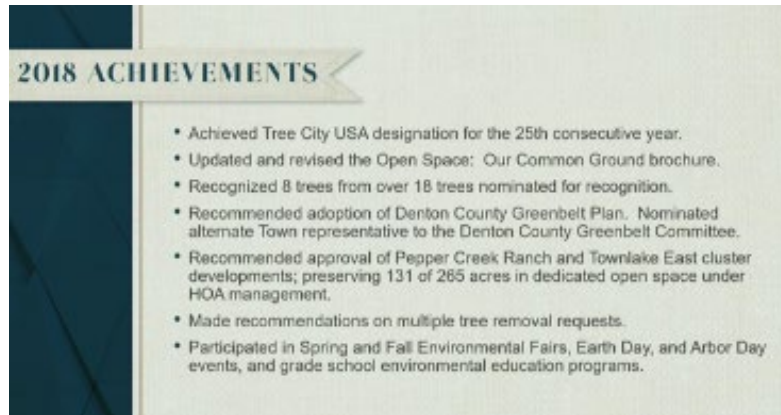 2018 ACHIEVEMENTS
• Achieved Tree City USA designation for the 25th consecutive year.
• Updated and revised the Open Space: Our Common Ground brochure.
• Recognized 8 trees from over 18 trees nominated for recognition.
• Recommended adoption of Denton County Greenbelt Plan. Nominated
alternate Town representative to the Denton County Greenbelt Committee.
• Recommended approval of Pepper Creek Ranch and Townlake East cluster
developments; preserving 131 of 265 acres in dedicated open space under
HOA management.
• Made recommendations on multiple tree removal requests.
• Participated in Spring and Fall Environmental Fairs, Earth Day, and Arbor Day
events, and grade school environmental education programs.